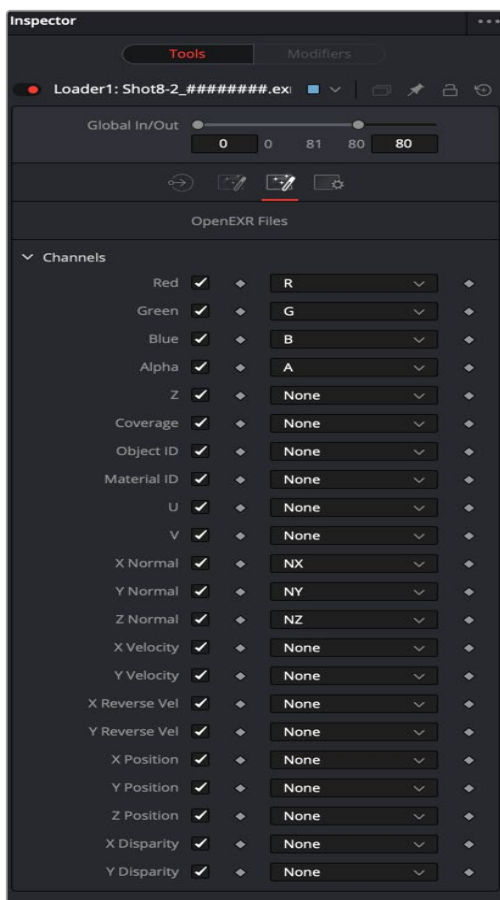 Inspector
Tools Modifiers
Loader1: Shot8-2_########.ex
Global In/Out
0 0 81 80 80
OpenEXR Files
Channels
Red R
Green G
Blue B
Alpha A
Z None
Coverage None
Object ID None
Material ID None
U None
V None
X Normal NX
Y Normal NY
Z Normal NZ
X Velocity None
Y Velocity None
X Reverse Vel None
Y Reverse Vel None
X Position None
Y Position None
Z Position None
X Disparity None
Y Disparity None